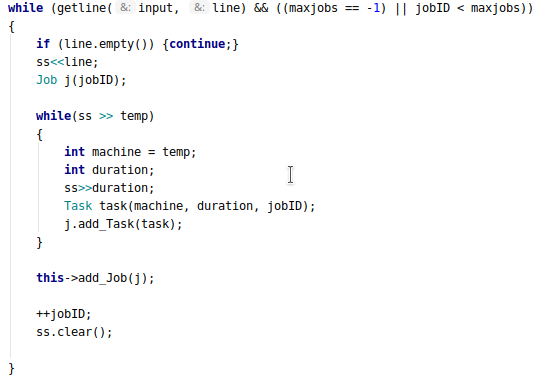 while (getline( &: input, &: line) && ((maxjobs == -1) || jobID < maxjobs))
{
if (line.empty()) {continue;}
ss<<line;
Job j(jobID);
while(ss >> temp)
{
int machine = temp;
int duration;
ss>>duration;
Task task(machine, duration, jobID);
j.add_Task(task);
}
this->add_Job(j);
++jobID;
ss.clear();
}